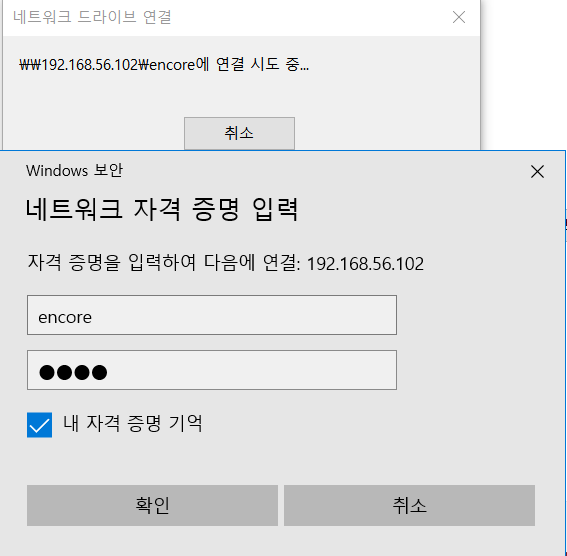 네트워크 드라이브 연결
₩₩192.168.56.102₩encore에 연결 시도 중...
취소
Windows 보안
네트워크 자격 증명 입력
자격 증명을 입력하여 다음에 연결: 192.168.56.102
encore
●●●●
내 자격 증명 기억
확인
취소